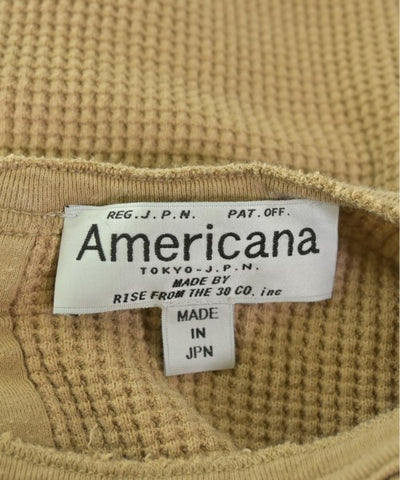 REG. J. P. N. PAT. OFF.
Americana
TOKYO-J.P.N.
MADE BY
RISE FROM THE 30 CO. inc
MADE
IN
JPN